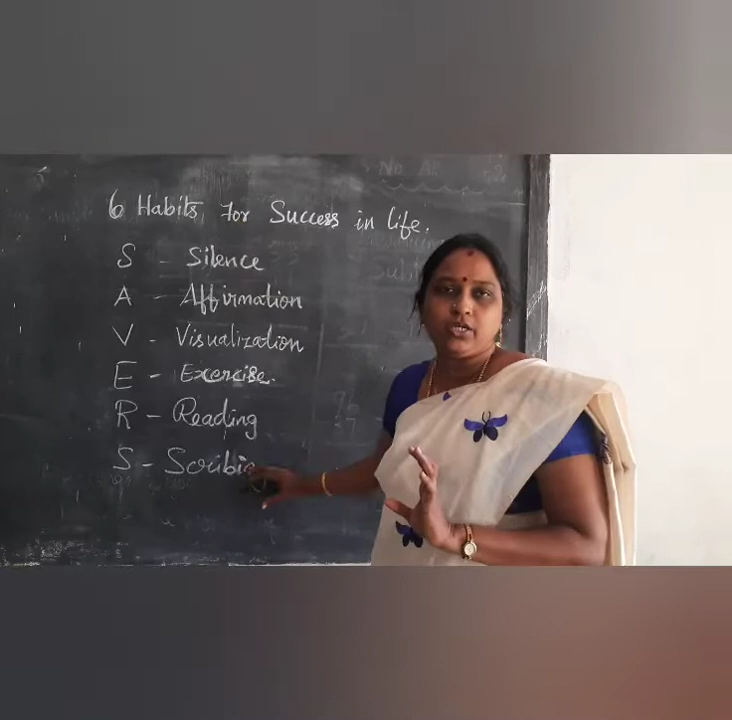 6 Habits for Success in life.
S - Silence
A - Affirmation
V - Visualization
E - Exercise.
R - Reading
S -